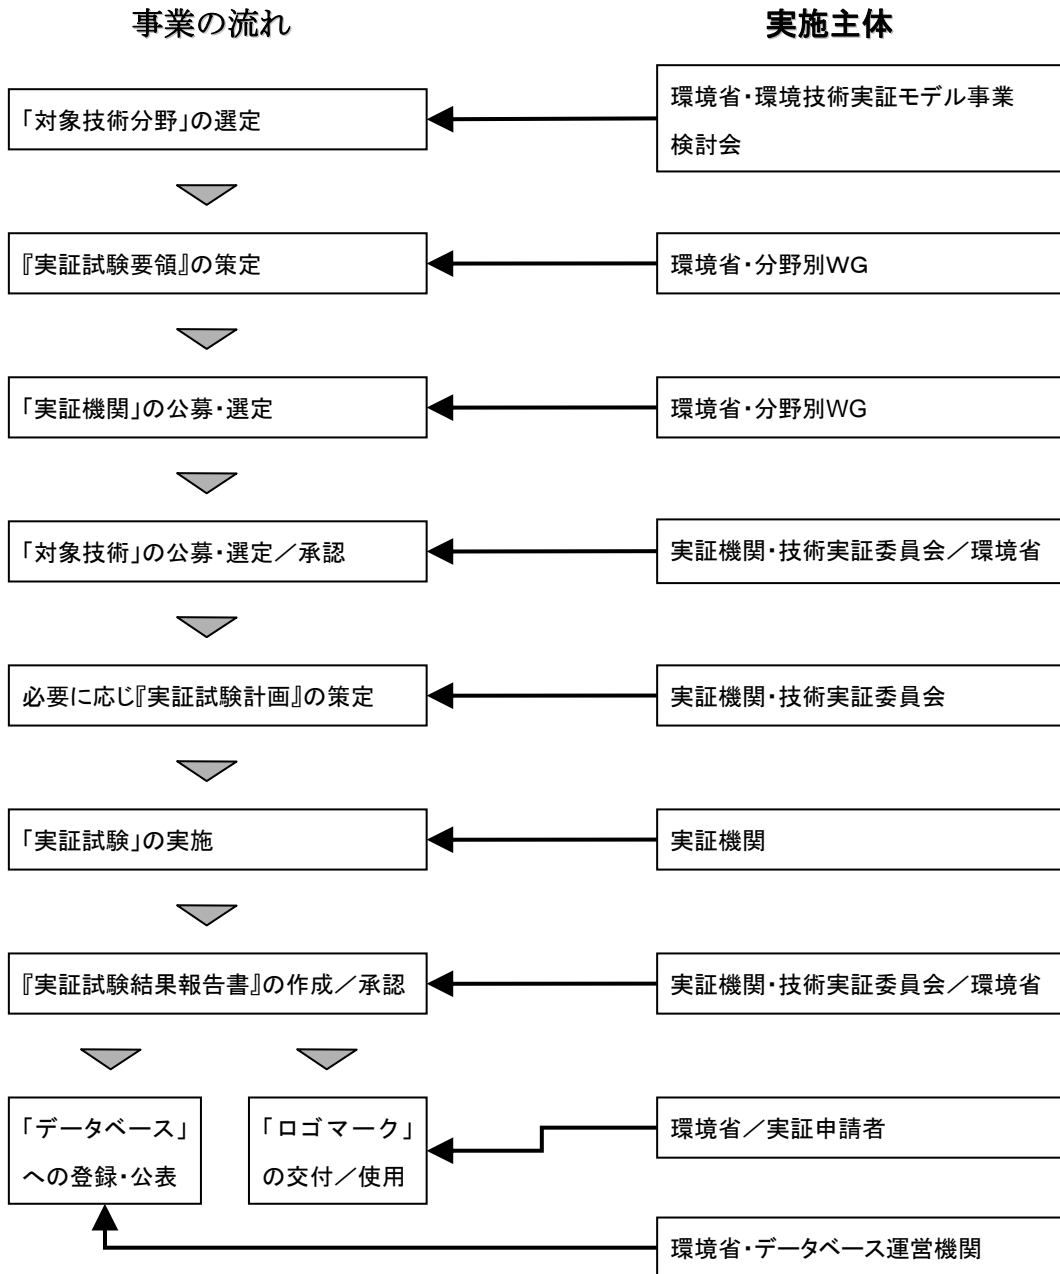 事業の流れ
実施主体
「対象技術分野」の選定
環境省・環境技術実証モデル事業
検討会
『実証試験要領』の策定
環境省・分野別WG
「実証機関」の公募・選定
環境省・分野別WG
「対象技術」の公募・選定／承認
実証機関・技術実証委員会／環境省
必要に応じ『実証試験計画』の策定
実証機関・技術実証委員会
「実証試験」の実施
実証機関
『実証試験結果報告書』の作成／承認
実証機関・技術実証委員会／環境省
「データベース」
への登録・公表
「ロゴマーク」
の交付／使用
環境省／実証申請者
環境省・データベース運営機関